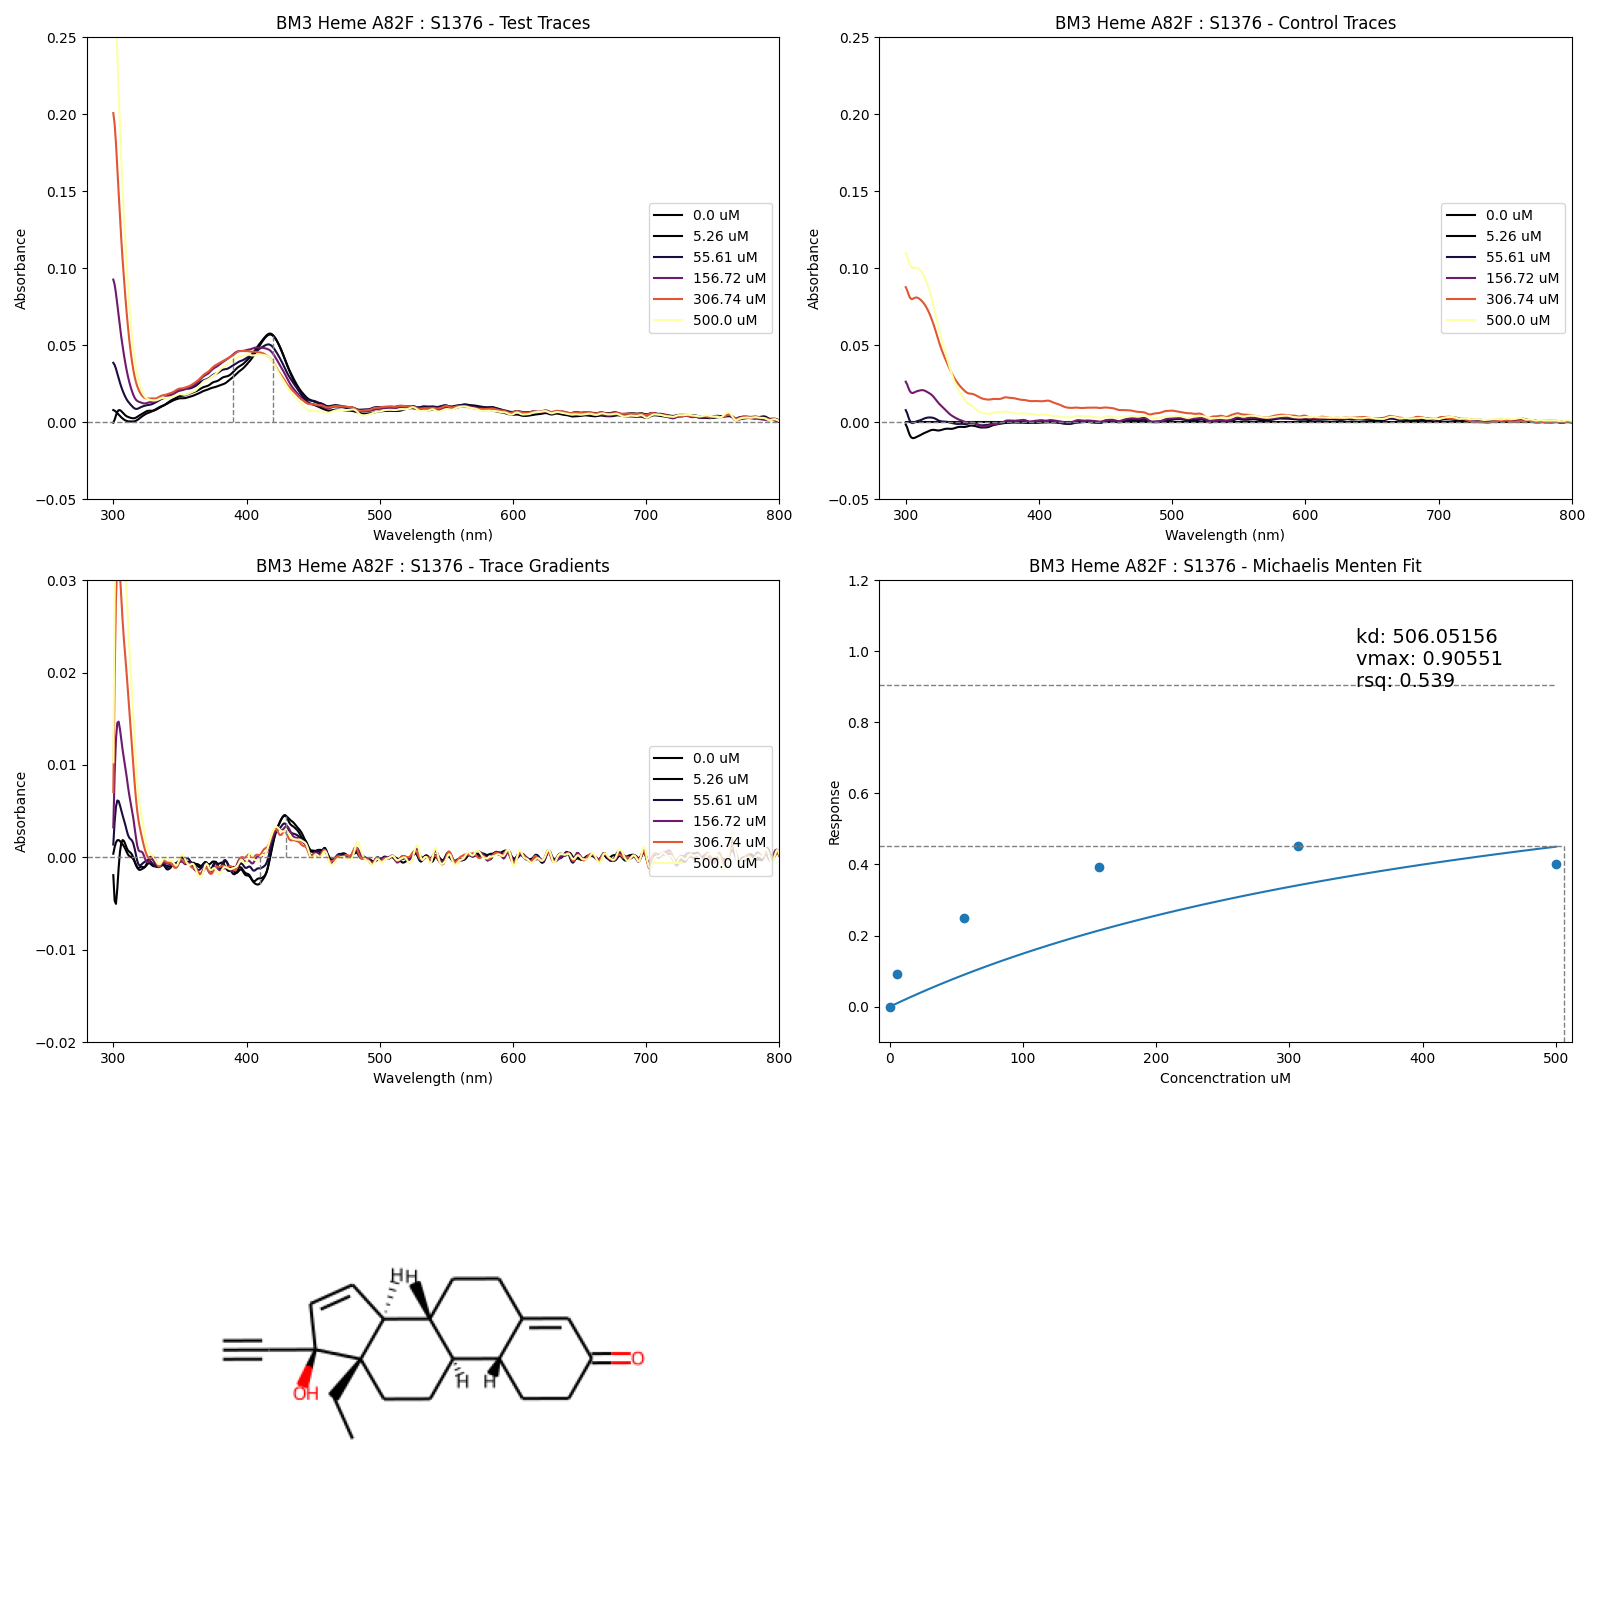 BM3 Heme A82F : S1376 - Test Traces
0.25
0.20
0.15
0.10
0.05
0.00
−0.05
Absorbance
300 400 500 600 700 800
Wavelength (nm)
0.0 uM
5.26 uM
55.61 uM
156.72 uM
306.74 uM
500.0 uM
BM3 Heme A82F : S1376 - Control Traces
0.25
0.20
0.15
0.10
0.05
0.00
−0.05
Absorbance
300 400 500 600 700 800
Wavelength (nm)
0.0 uM
5.26 uM
55.61 uM
156.72 uM
306.74 uM
500.0 uM
BM3 Heme A82F : S1376 - Trace Gradients
0.03
0.02
0.01
0.00
−0.01
−0.02
Absorbance
300 400 500 600 700 800
Wavelength (nm)
0.0 uM
5.26 uM
55.61 uM
156.72 uM
306.74 uM
500.0 uM
BM3 Heme A82F : S1376 - Michaelis Menten Fit
1.2
1.0
0.8
0.6
0.4
0.2
0.0
Response
0 100 200 300 400 500
Concenctration uM
kd: 506.05156
vmax: 0.90551
rsq: 0.539
H H
O
H H
OH